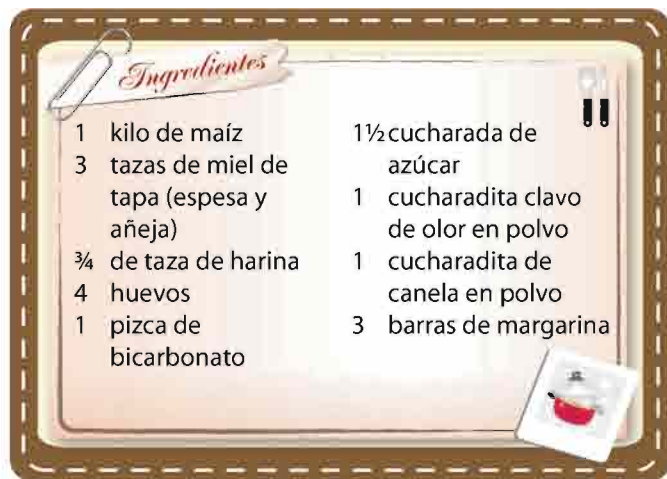 Ingredientes
1 kilo de maíz
3 tazas de miel de
tapa (espesa y
añeja)
¾ de taza de harina
4 huevos
1 pizca de
bicarbonato
1½ cucharada de
azúcar
1 cucharadita clavo
de olor en polvo
1 cucharadita de
canela en polvo
3 barras de margarina